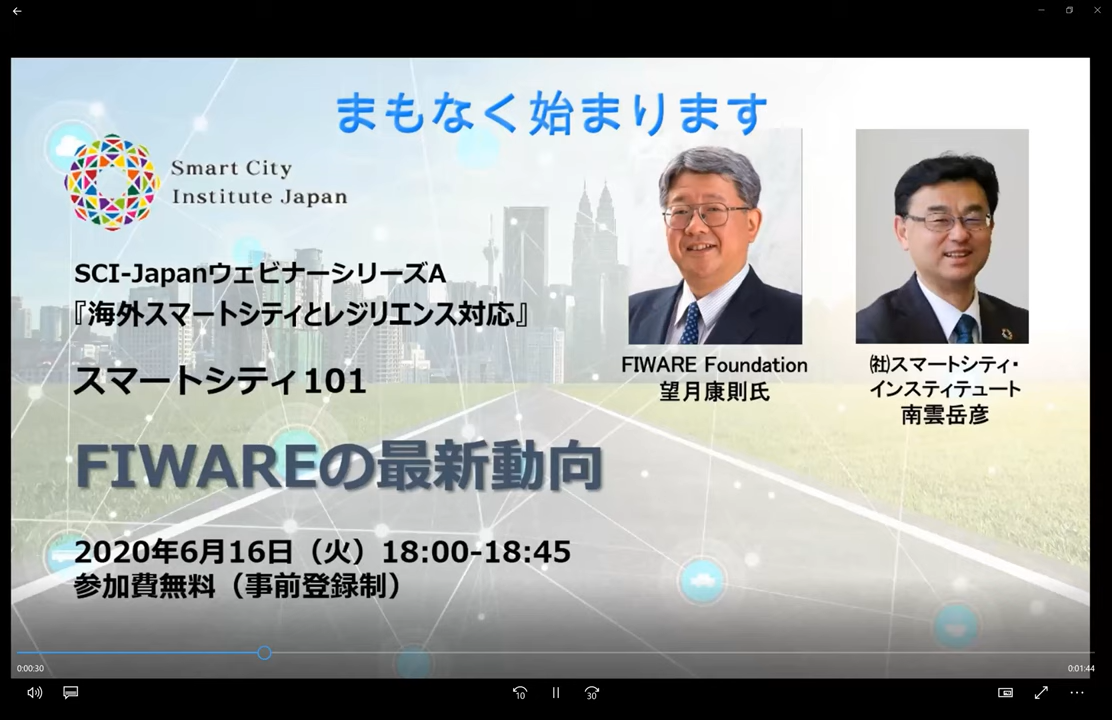 まもなく始まります
Smart City
Institute Japan
SCI-JapanウェビナーシリーズA
『海外スマートシティとレジリエンス対応』
スマートシティ101
FIWAREの最新動向
2020年6月16日（火）18:00-18:45
参加費無料（事前登録制）
FIWARE Foundation
望月康則氏
㈳スマートシティ・
インスティテュート
南雲岳彦
0:00:30
0:01:44
10
30